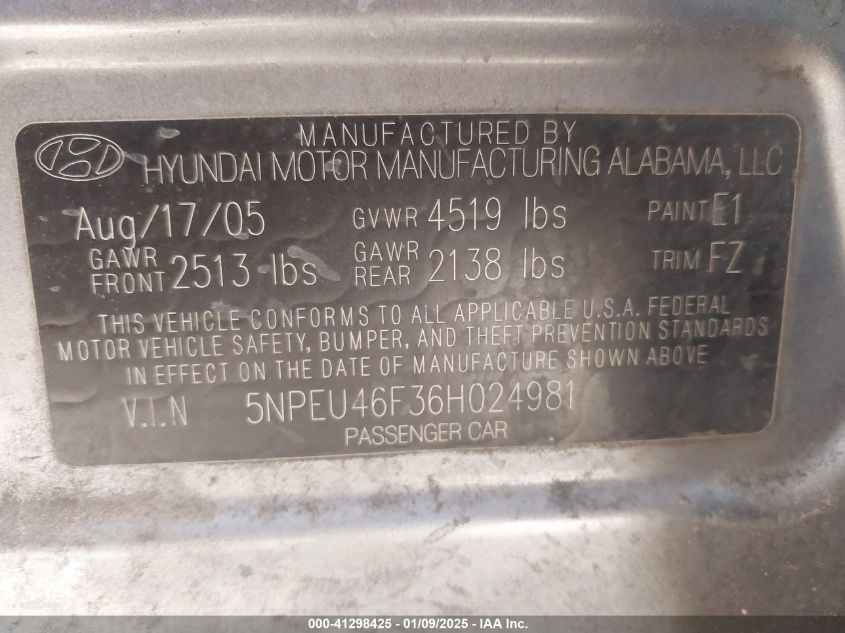 MANUFACTURED BY
HYUNDAI MOTOR MANUFACTURING ALABAMA, LLC
Aug/17/05 GVWR 4519 lbs PAINT E1
GAWR FRONT 2513 lbs GAWR REAR 2138 lbs TRIM FZ
THIS VEHICLE CONFORMS TO ALL APPLICABLE U.S.A. FEDERAL
MOTOR VEHICLE SAFETY, BUMPER, AND THEFT PREVENTION STANDARDS
IN EFFECT ON THE DATE OF MANUFACTURE SHOWN ABOVE
V.I.N 5NPEU46F36H024981
PASSENGER CAR
000-41298425 - 01/09/2025 - IAA Inc.